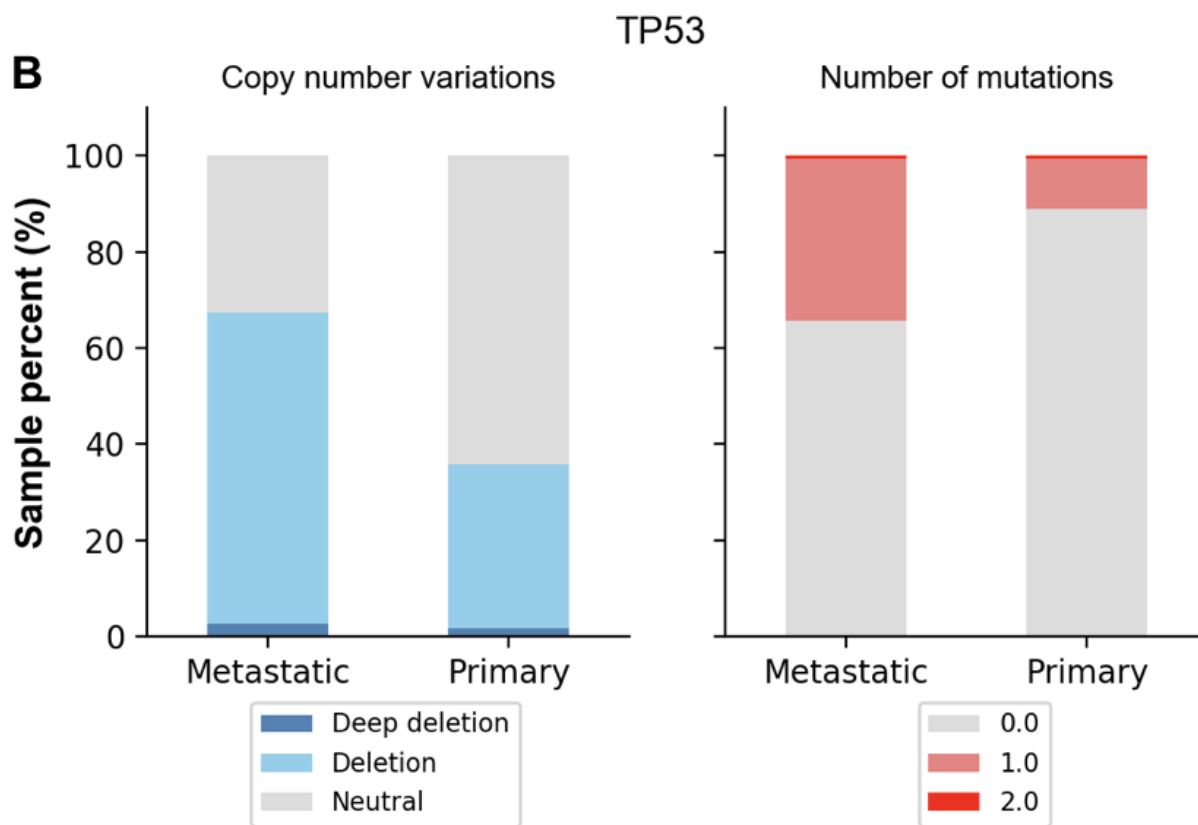 TP53
B
Copy number variations
Number of mutations
Sample percent (%)
100
80
60
40
20
0
Metastatic
Primary
Metastatic
Primary
Deep deletion
Deletion
Neutral
0.0
1.0
2.0